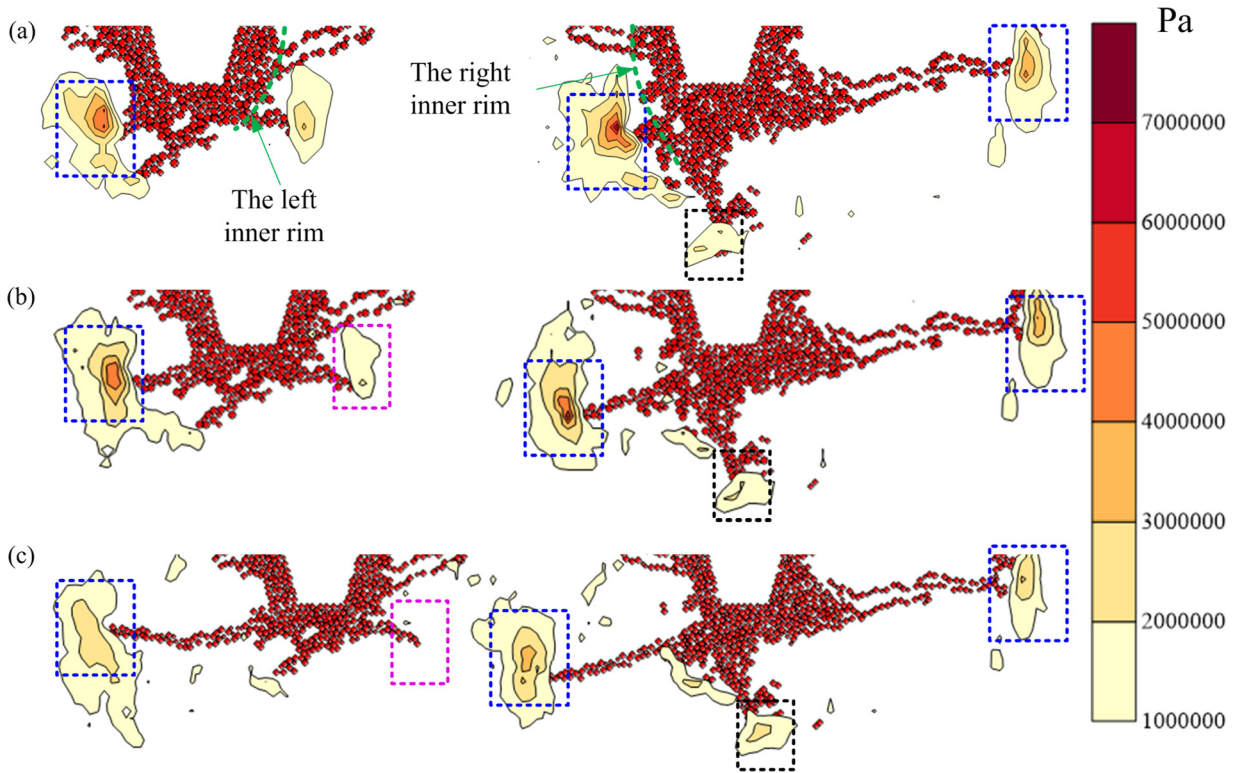 (a)
Pa
The right
inner rim
The left
inner rim
7000000
6000000
(b)
5000000
4000000
3000000
(c)
2000000
1000000